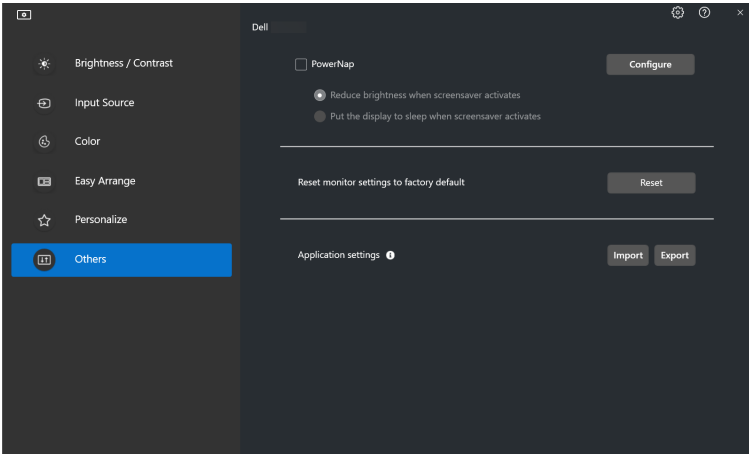 Dell
Brightness / Contrast
Input Source
Color
Easy Arrange
Personalize
Others
PowerNap
Configure
Reduce brightness when screensaver activates
Put the display to sleep when screensaver activates
Reset monitor settings to factory default
Reset
Application settings
Import
Export